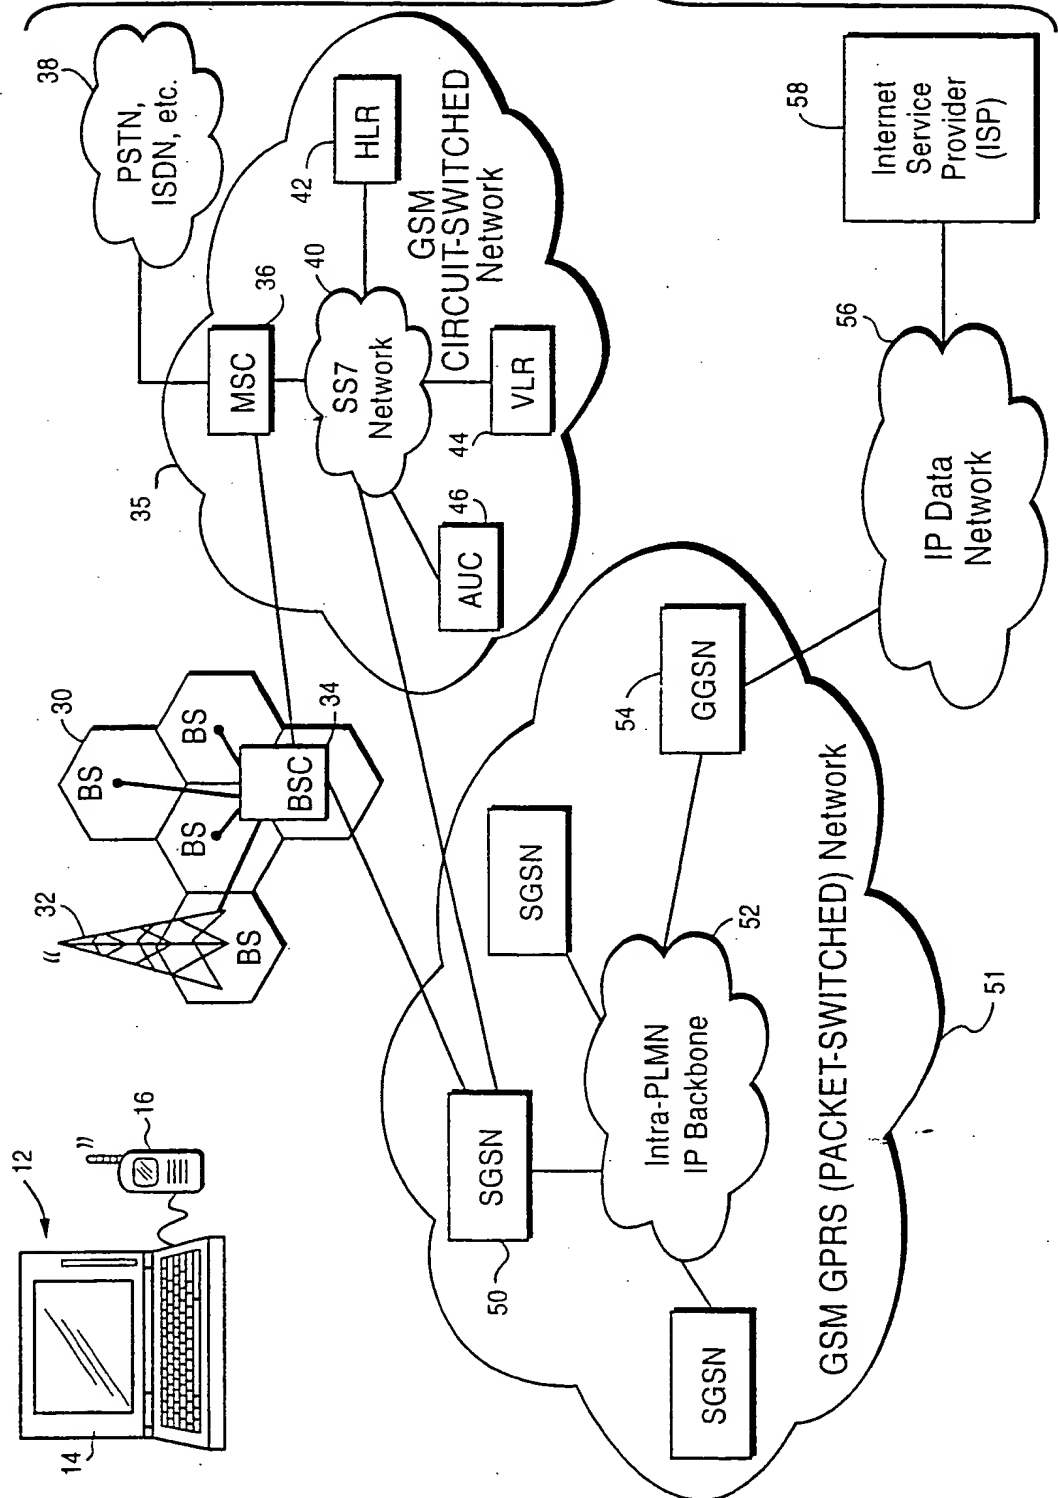 12
14
16
32
BS
BS
BS
BS
30
BSC
34
35
MSC
36
PSTN,
ISDN, etc.
38
SS7
Network
40
HLR
42
VLR
44
AUC
46
GSM
CIRCUIT-SWITCHED
Network
SGSN
50
SGSN
SGSN
Intra-PLMN
IP Backbone
52
GGSN
54
GSM GPRS (PACKET-SWITCHED) Network
51
IP Data
Network
56
Internet
Service
Provider
(ISP)
58